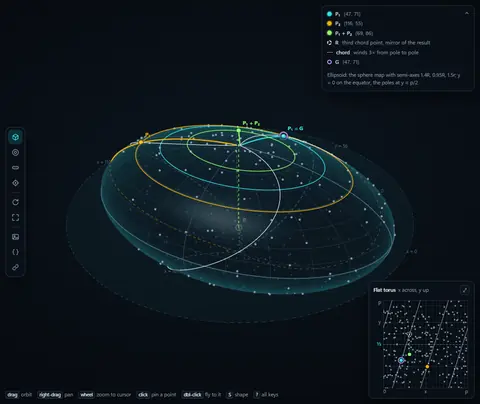 P₁ (47, 71)
P₂ (116, 53)
P₁ + P₂ (69, 86)
R third chord point, mirror of the result
chord winds 3× from pole to pole
G (47, 71)
Ellipsoid: the sphere map with semi-axes 1.4R, 0.95R, 1.5r; y
= 0 on the equator, the poles at y = p/2
P₁ + P₂
P₁ = G
Flat torus x across, y up
drag orbit right-drag pan wheel zoom to cursor click pin a point dbl-click fly to it S shape ? all keys